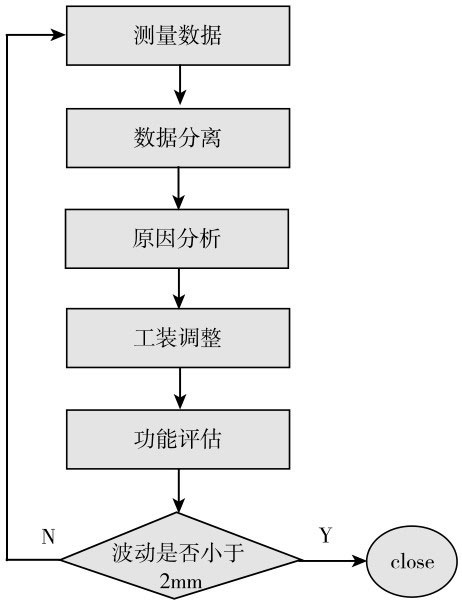 测量数据
数据分离
原因分析
工装调整
功能评估
波动是否小于
2mm
N
Y
close